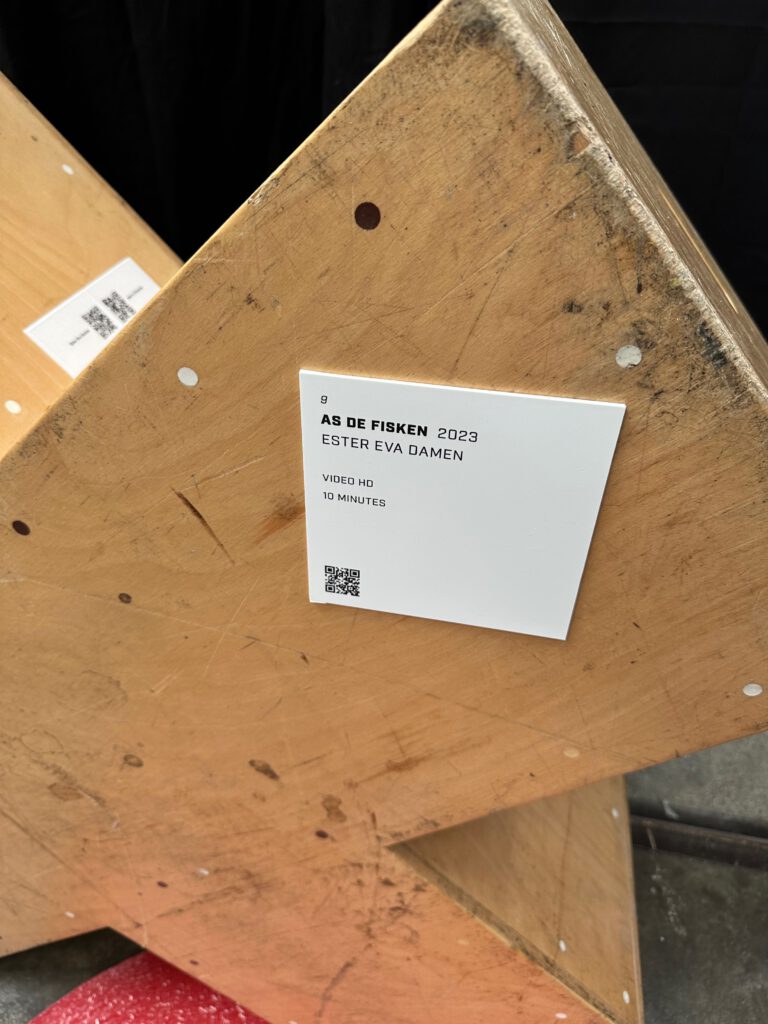 9
AS DE FISKEN 2023
ESTER EVA DAMEN
VIDEO HD
10 MINUTES